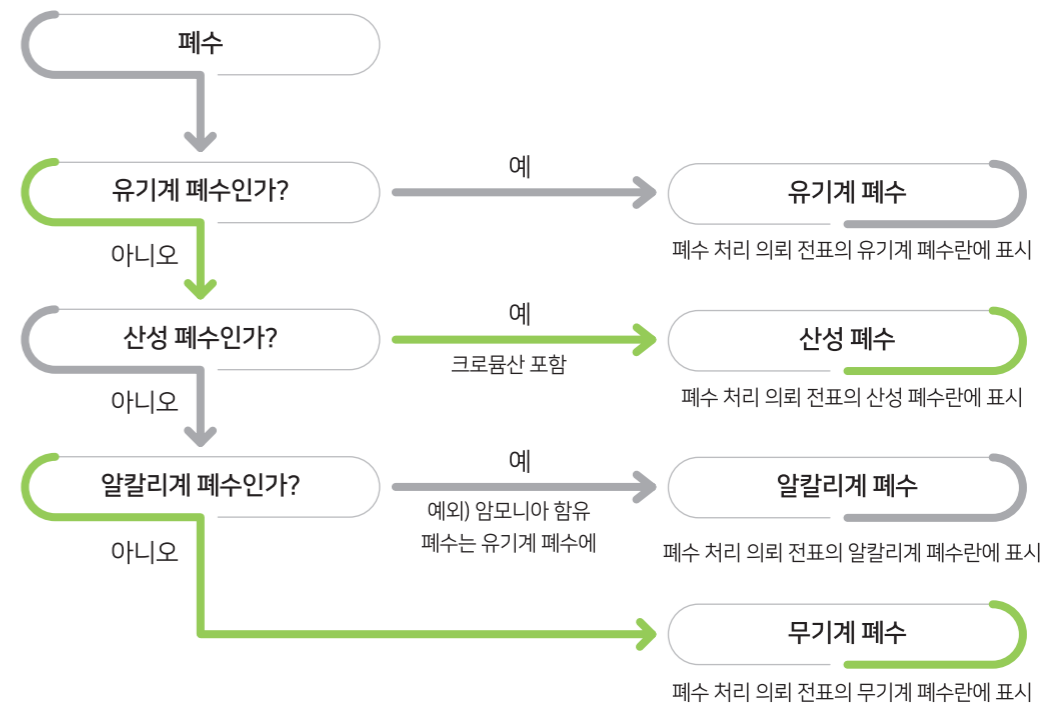 폐수
유기계 폐수인가?
예
유기계 폐수
폐수 처리 의뢰 전표의 유기계 폐수란에 표시
아니오
산성 폐수인가?
예
크로뮴산 포함
산성 폐수
폐수 처리 의뢰 전표의 산성 폐수란에 표시
아니오
알칼리계 폐수인가?
예
예외) 암모니아 함유
폐수는 유기계 폐수에
알칼리계 폐수
폐수 처리 의뢰 전표의 알칼리계 폐수란에 표시
아니오
무기계 폐수
폐수 처리 의뢰 전표의 무기계 폐수란에 표시